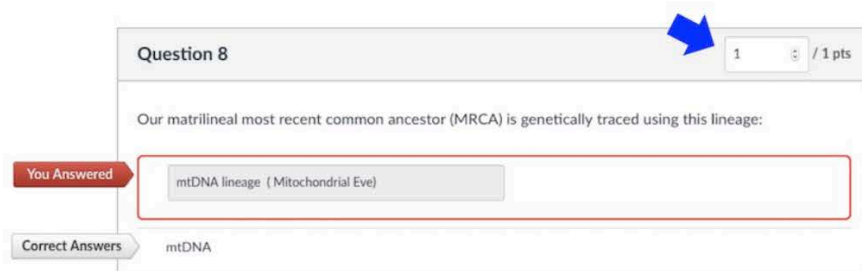 Question 8
1 / 1 pts
Our matrilineal most recent common ancestor (MRCA) is genetically traced using this lineage:
You Answered
mtDNA lineage ( Mitochondrial Eve)
Correct Answers
mtDNA